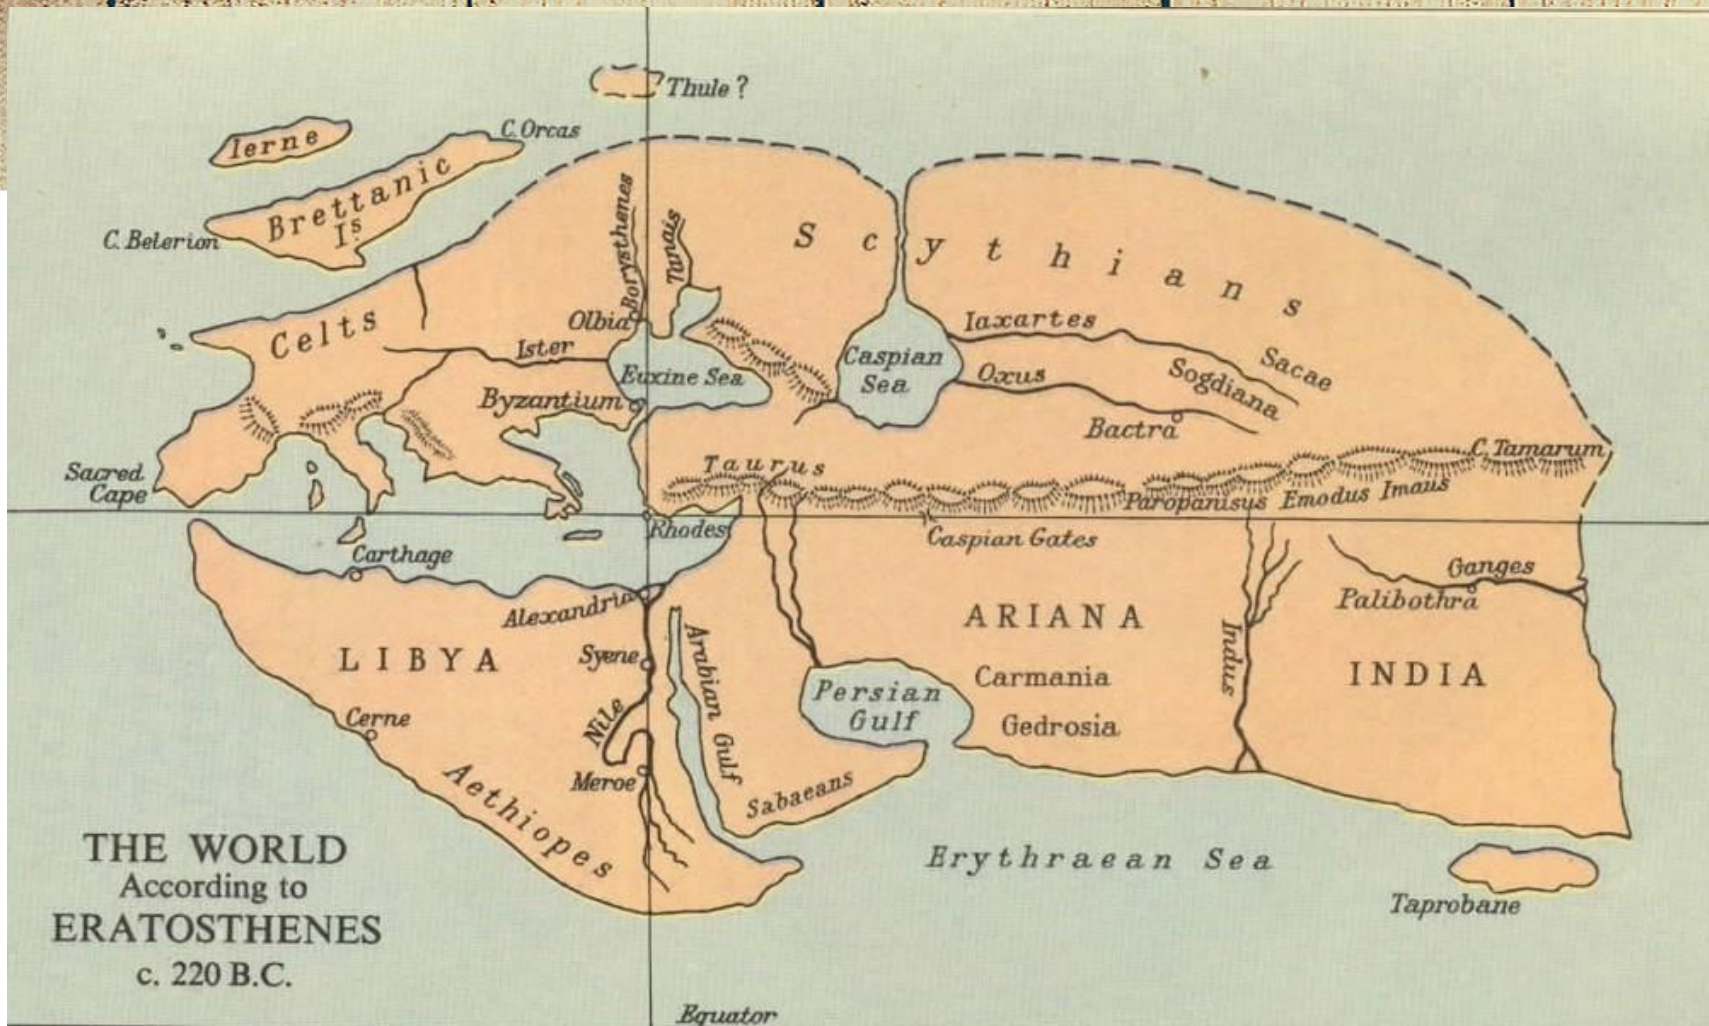 Thule ?
C. Orcas
Ierne
Brettanic
Is
C. Belerion
Borysthenes
Tanais
Scythians
Celts
Olbia
Iaxartes
Ister
Caspian
Sea
Sacae
Sogdiana
Oxus
Euxine Sea
Byzantium
Bactra
C. Tamarum
Taurus
Sacred
Cape
Paropanisus Emodus Imaus
Rhodes
Caspian Gates
Carthage
Ganges
Alexandria
Palibothra
ARIANA
LIBYA
Syene
Arabian Gulf
Indus
INDIA
Carmania
Persian
Gulf
Nile
Cerne
Gedrosia
Meroe
Aethiopes
Sabaeans
THE WORLD
According to
ERATOSTHENES
c. 220 B.C.
Erythraean Sea
Taprobane
Equator